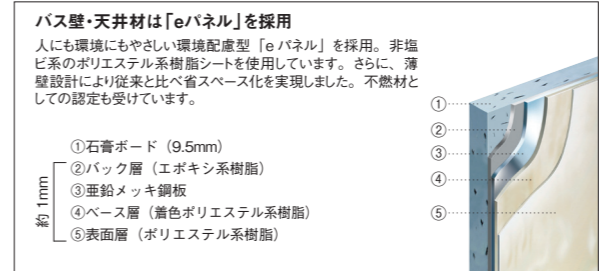 バス壁・天井材は「eパネル」を採用
人にも環境にもやさしい環境配慮型「eパネル」を採用。非塩
ビ系のポリエステル系樹脂シートを使用しています。さらに、薄
壁設計により従来と比べ省スペース化を実現しました。不燃材と
しての認定も受けています。
①石膏ボード（9.5mm）
②バック層（エポキシ系樹脂）
③亜鉛メッキ鋼板
④ベース層（着色ポリエステル系樹脂）
⑤表面層（ポリエステル系樹脂）
約1mm
①
②
③
④
⑤